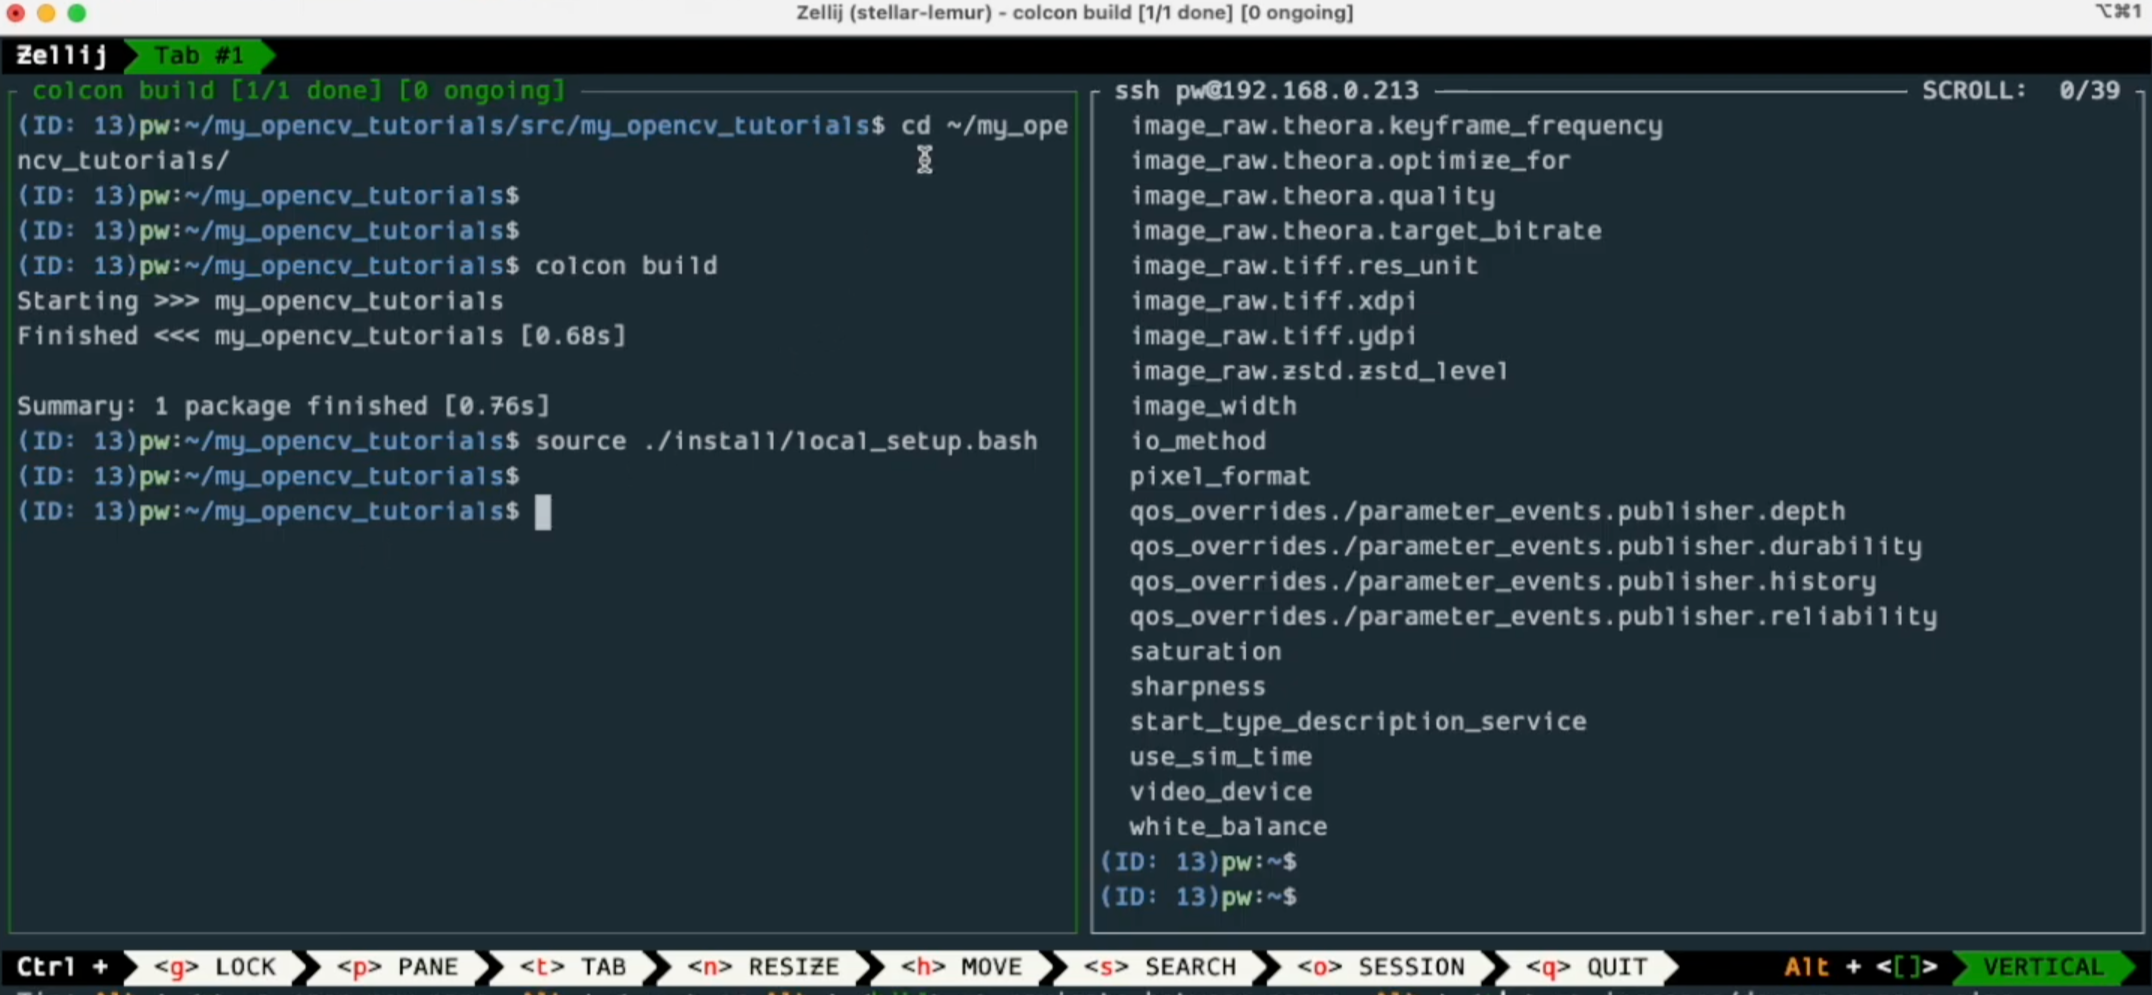 Zellij (stellar-lemur) - colcon build [1/1 done] [0 ongoing]
⌥⌘1
Zellij Tab #1
colcon build [1/1 done] [0 ongoing]
(ID: 13)pw:~/my_opencv_tutorials/src/my_opencv_tutorials$ cd ~/my_ope
ncv_tutorials/
(ID: 13)pw:~/my_opencv_tutorials$
(ID: 13)pw:~/my_opencv_tutorials$
(ID: 13)pw:~/my_opencv_tutorials$ colcon build
Starting >>> my_opencv_tutorials
Finished <<< my_opencv_tutorials [0.68s]
Summary: 1 package finished [0.76s]
(ID: 13)pw:~/my_opencv_tutorials$ source ./install/local_setup.bash
(ID: 13)pw:~/my_opencv_tutorials$
(ID: 13)pw:~/my_opencv_tutorials$
ssh pw@192.168.0.213 SCROLL: 0/39
image_raw.theora.keyframe_frequency
image_raw.theora.optimize_for
image_raw.theora.quality
image_raw.theora.target_bitrate
image_raw.tiff.res_unit
image_raw.tiff.xdpi
image_raw.tiff.ydpi
image_raw.zstd.zstd_level
image_width
io_method
pixel_format
qos_overrides./parameter_events.publisher.depth
qos_overrides./parameter_events.publisher.durability
qos_overrides./parameter_events.publisher.history
qos_overrides./parameter_events.publisher.reliability
saturation
sharpness
start_type_description_service
use_sim_time
video_device
white_balance
(ID: 13)pw:~$
(ID: 13)pw:~$
Ctrl + <g> LOCK <p> PANE <t> TAB <n> RESIZE <h> MOVE <s> SEARCH <o> SESSION <q> QUIT Alt + <[]> VERTICAL